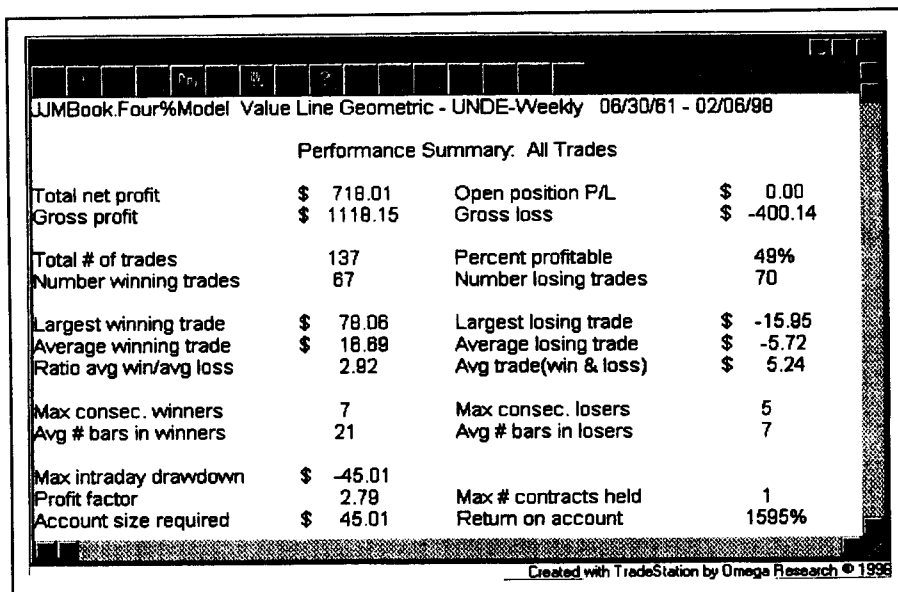 JJMBook.Four%Model Value Line Geometric - UNDE-Weekly 06/30/61 - 02/06/98
Performance Summary: All Trades
Total net profit $ 718.01 Open position P/L $ 0.00
Gross profit $ 1118.15 Gross loss $ -400.14
Total # of trades 137 Percent profitable 49%
Number winning trades 67 Number losing trades 70
Largest winning trade $ 78.06 Largest losing trade $ -15.95
Average winning trade $ 16.69 Average losing trade $ -5.72
Ratio avg win/avg loss 2.92 Avg trade(win & loss) $ 5.24
Max consec. winners 7 Max consec. losers 5
Avg # bars in winners 21 Avg # bars in losers 7
Max intraday drawdown $ -45.01
Profit factor 2.79 Max # contracts held 1
Account size required $ 45.01 Return on account 1595%
Created with TradeStation by Omega Research © 1996